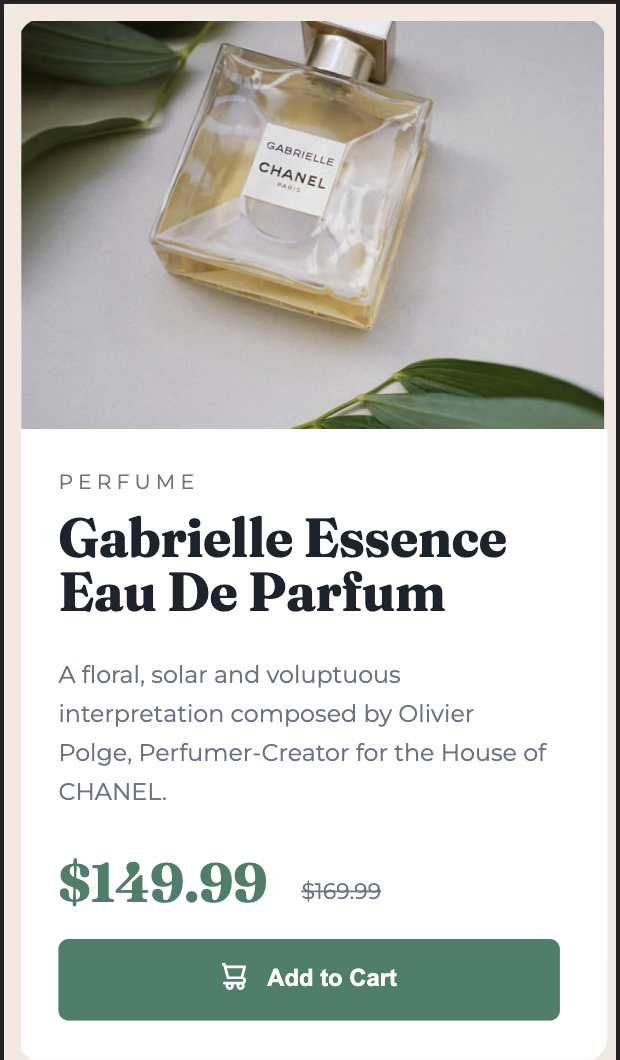 GABRIELLE
CHANEL
PARIS
PERFUME
Gabrielle Essence
Eau De Parfum
A floral, solar and voluptuous
interpretation composed by Olivier
Polge, Perfumer-Creator for the House of
CHANEL.
$149.99 $169.99
Add to Cart